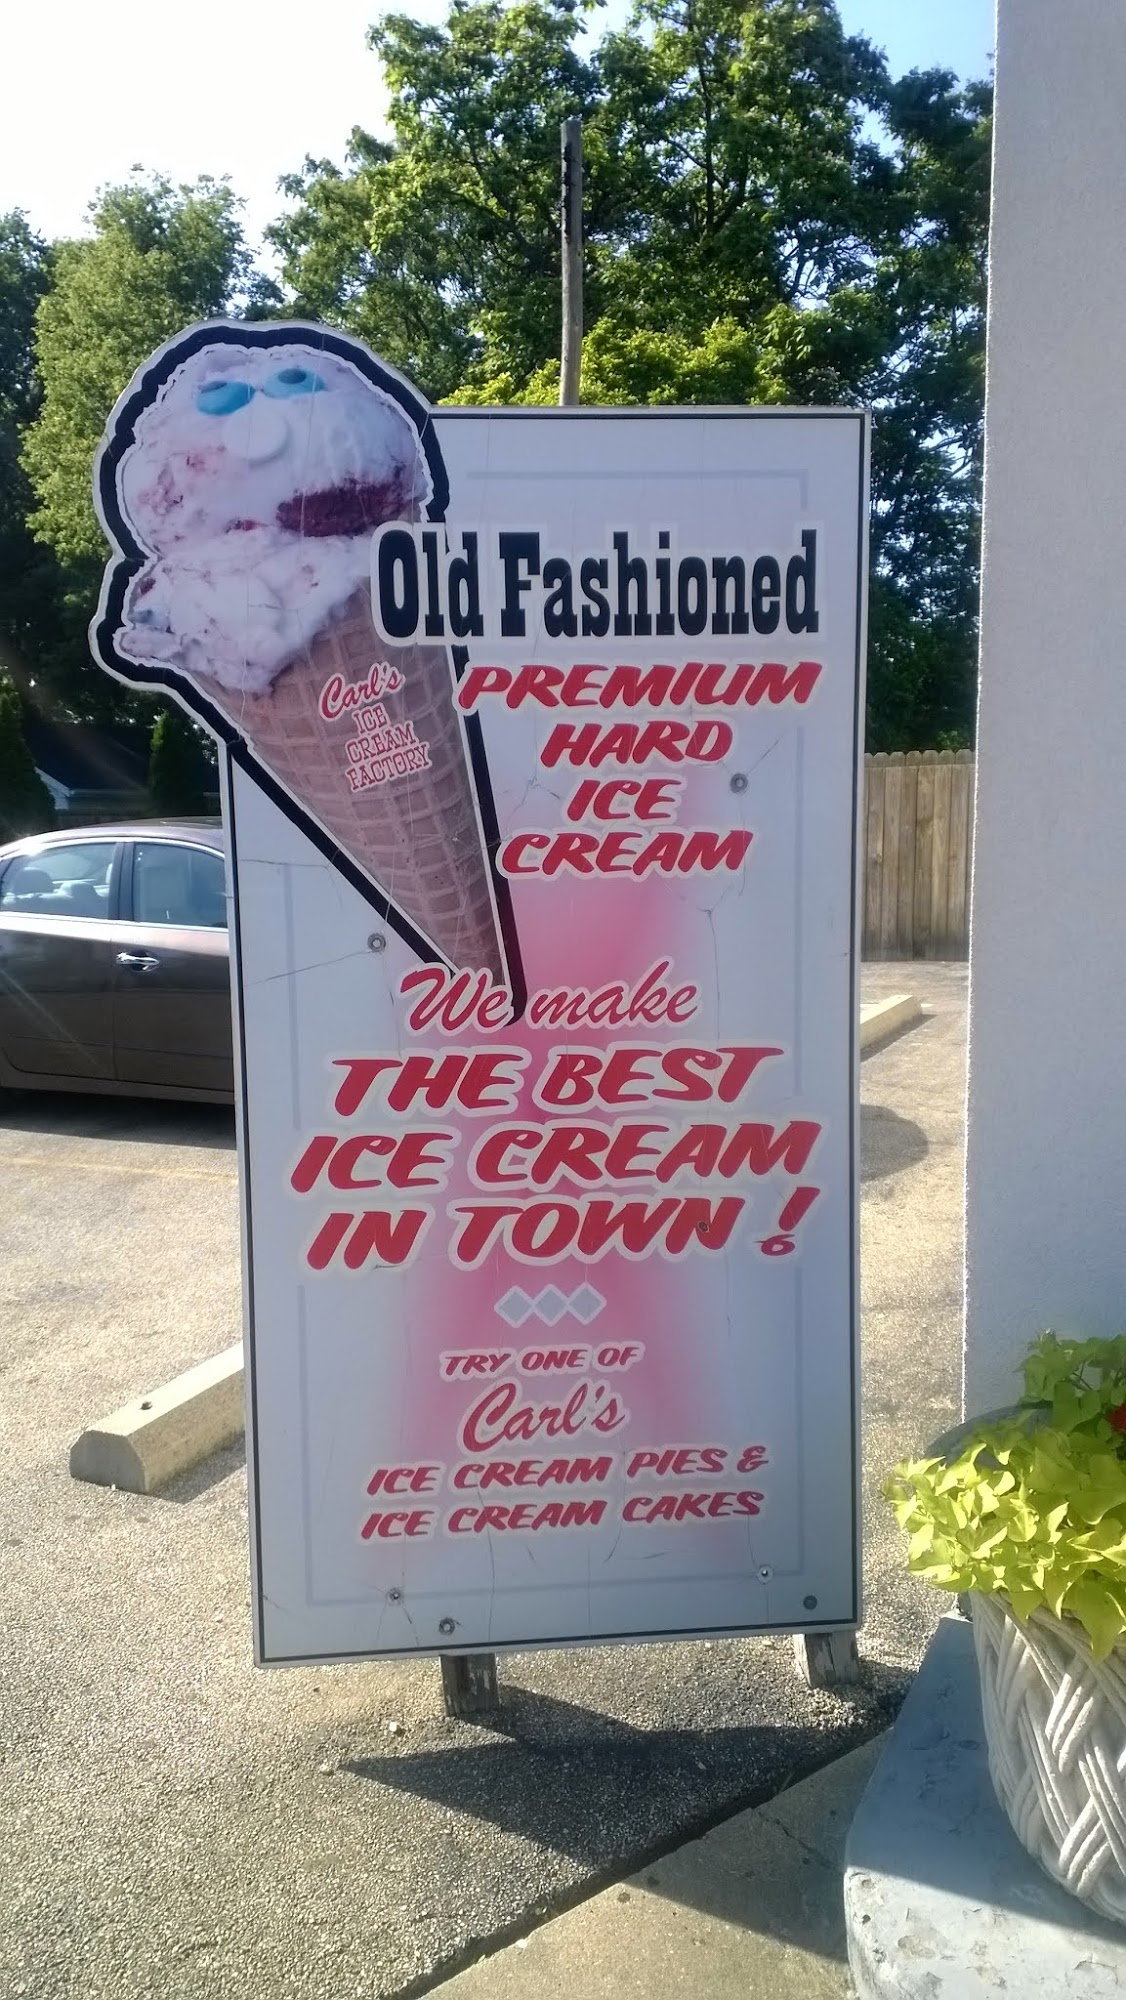 Old Fashioned
PREMIUM
HARD
ICE
CREAM
Carl's
ICE
CREAM
FACTORY
We make
THE BEST
ICE CREAM
IN TOWN!
TRY ONE OF
Carl's
ICE CREAM PIES &
ICE CREAM CAKES